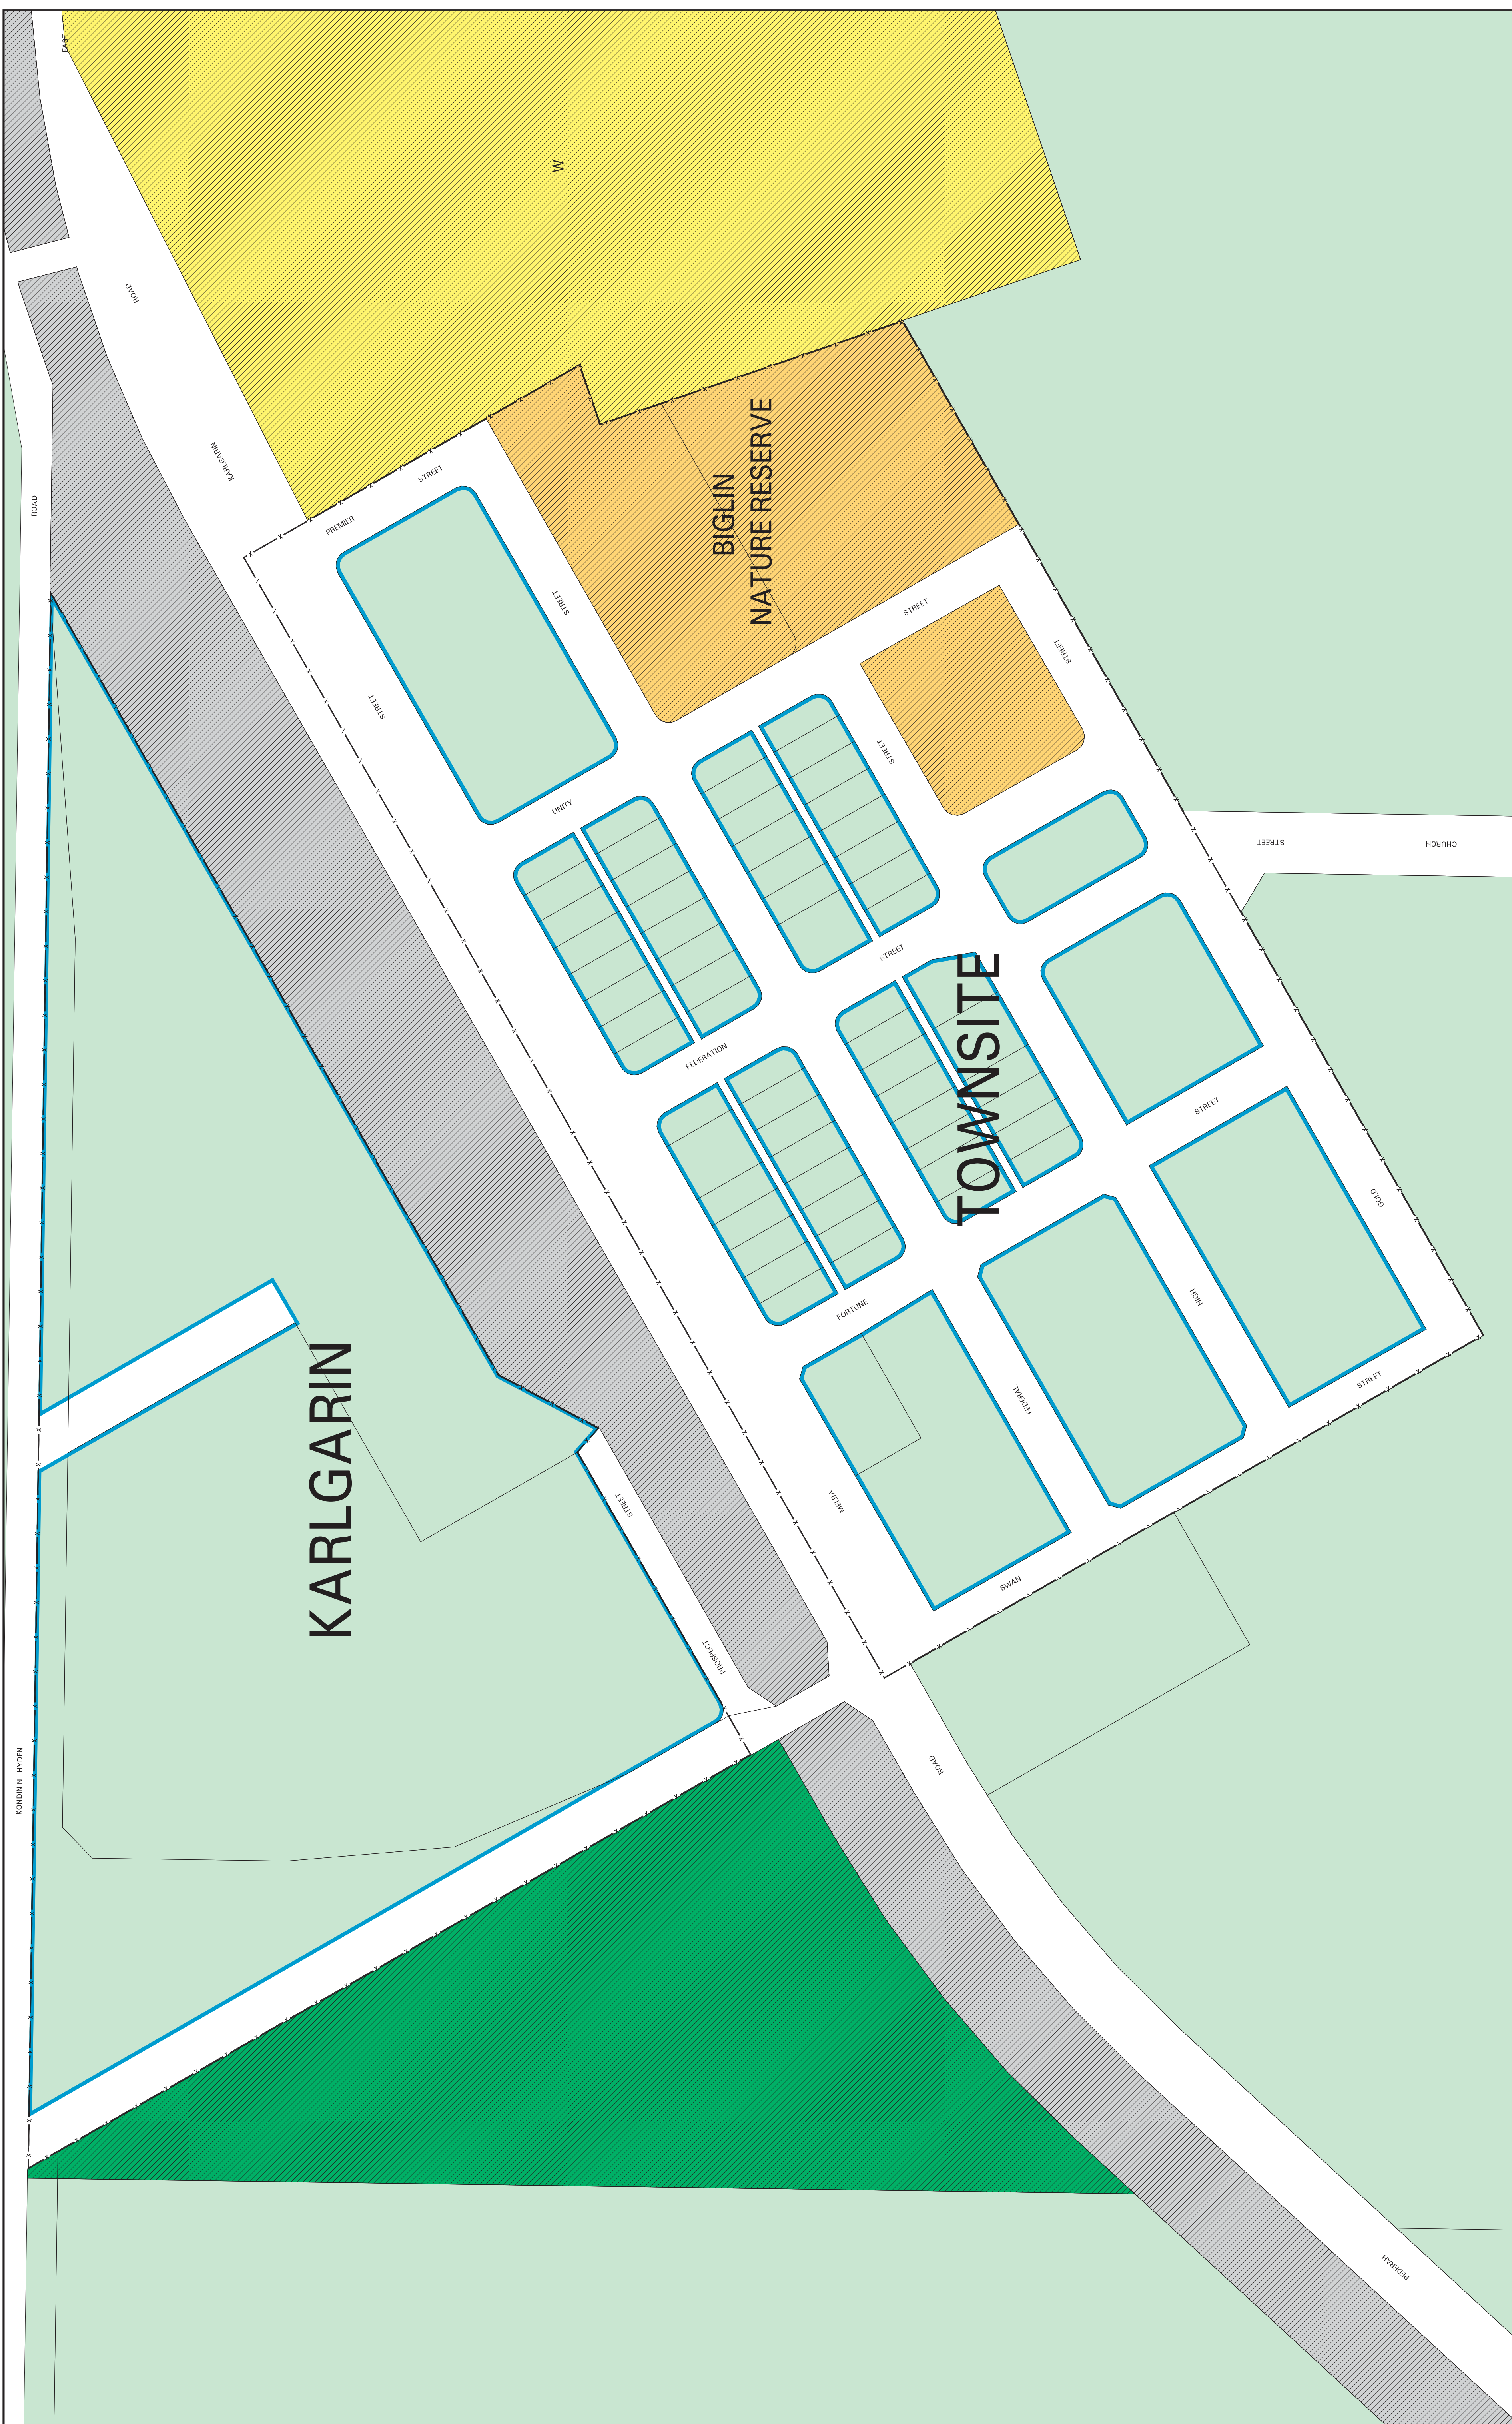 EAST
W
ROAD
KARLGARIN
ROAD
BIGLIN
NATURE RESERVE
PREMIER
STREET
STREET
STREET
STREET
STREET
STREET
UNITY
CHURCH
STREET
STREET
FEDERATION
TOWNSITE
STREET
GOLD
HIGH
FORTUNE
FEDERAL
STREET
KARLGARIN
MELBA
STREET
SWAN
PROSPECT
KONDININ - HYDEN
ROAD
PEDERAH